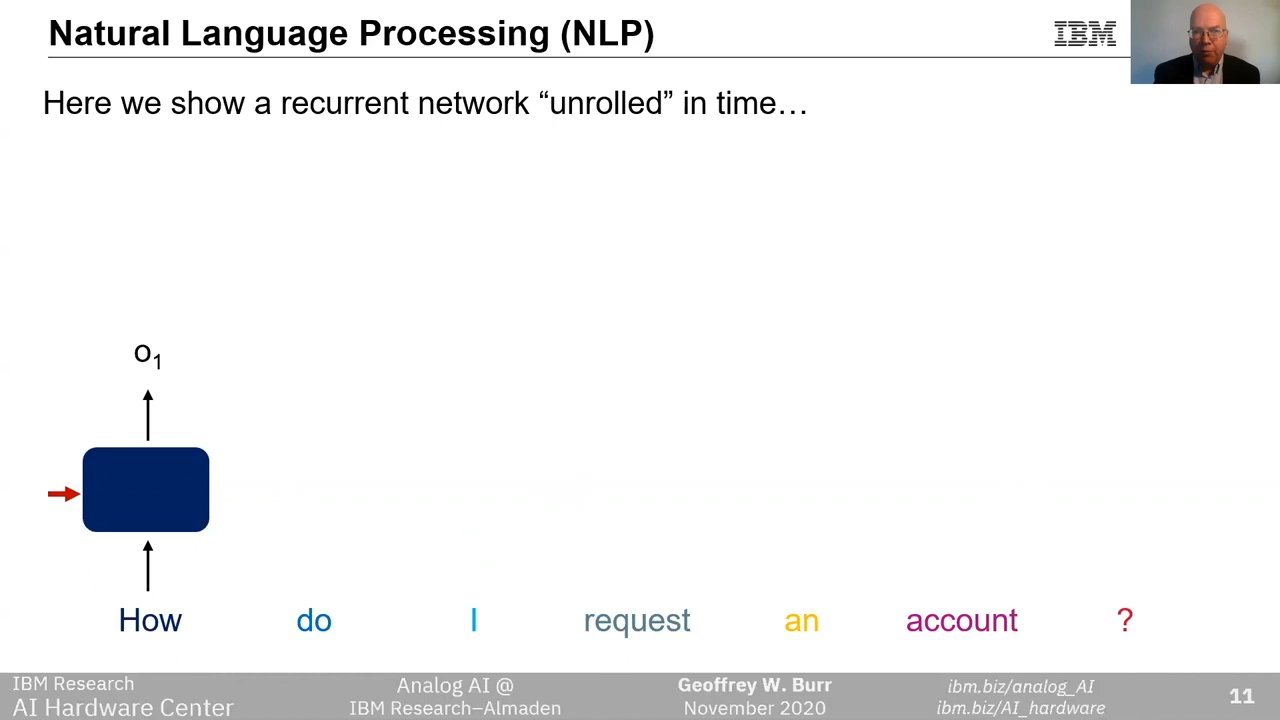 Natural Language Processing (NLP)
IBM
Here we show a recurrent network “unrolled” in time…
o1
How do I request an account ?
IBM Research
AI Hardware Center
Analog AI @
IBM Research–Almaden
Geoffrey W. Burr
November 2020
ibm.biz/analog_AI
ibm.biz/AI_hardware
11